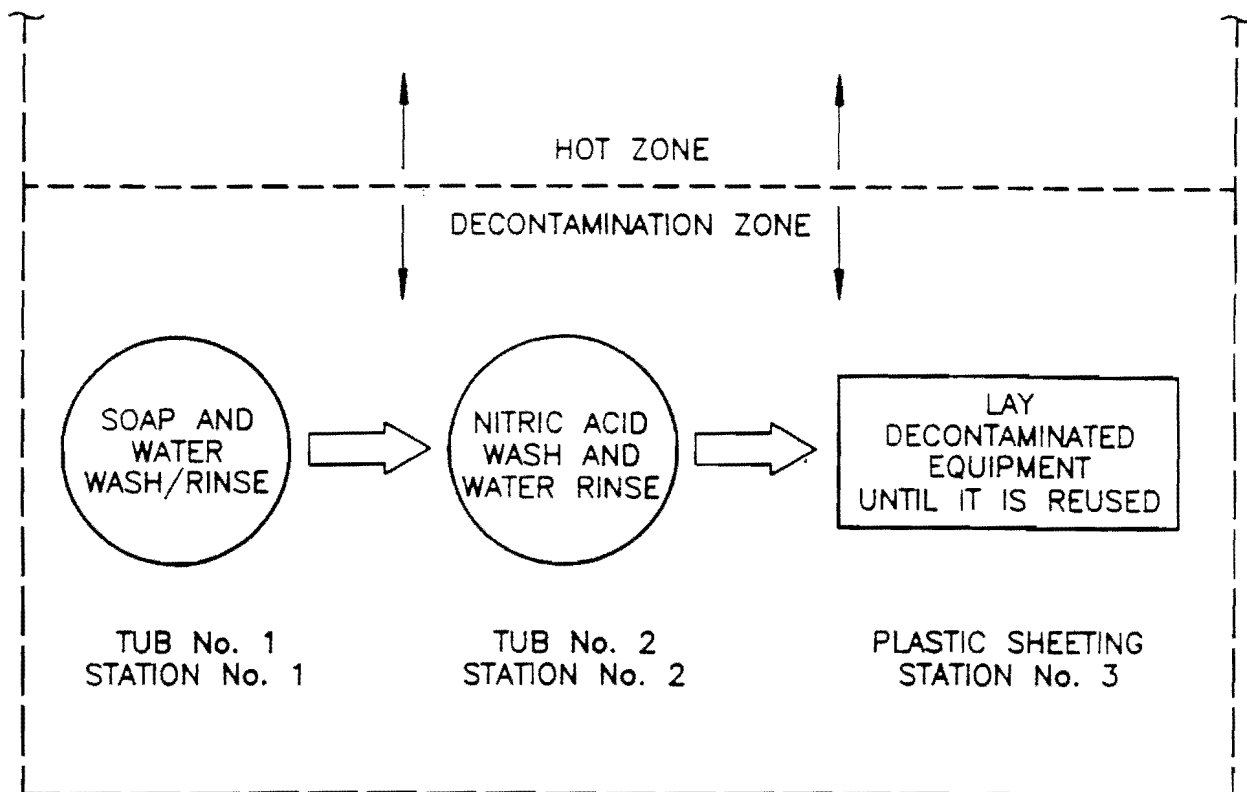 HOT ZONE
DECONTAMINATION ZONE
SOAP AND
WATER
WASH/RINSE
NITRIC ACID
WASH AND
WATER RINSE
LAY
DECONTAMINATED
EQUIPMENT
UNTIL IT IS REUSED
TUB No. 1
STATION No. 1
TUB No. 2
STATION No. 2
PLASTIC SHEETING
STATION No. 3